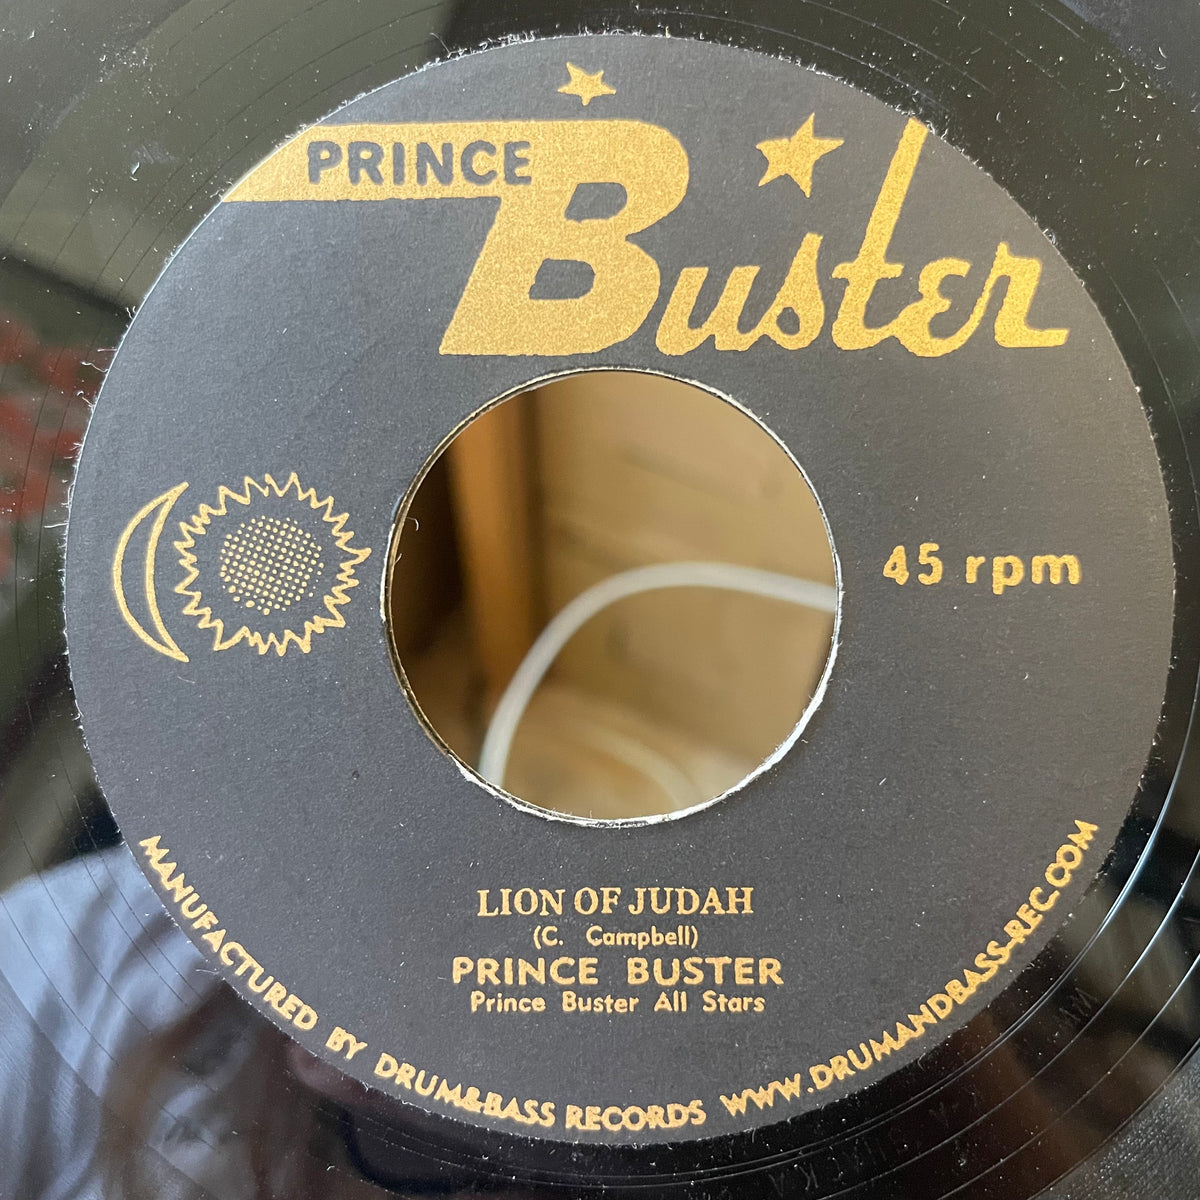 PRINCE
Buster
45 rpm
LION OF JUDAH
(C. Campbell)
PRINCE BUSTER
Prince Buster All Stars
MANUFACTURED BY DRUM&BASS RECORDS WWW.DRUMANDBASS-REC.COM